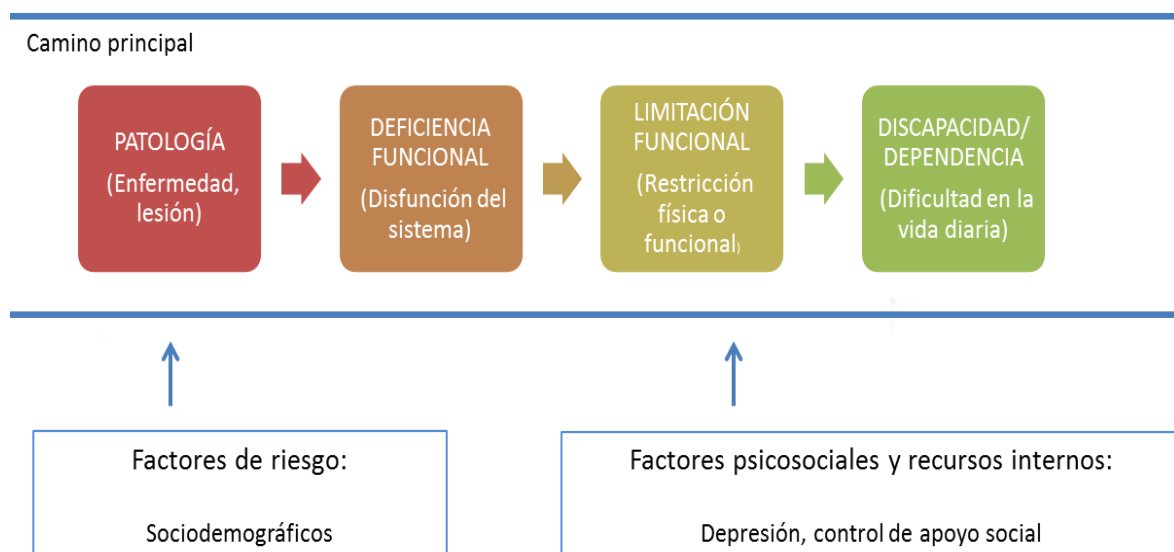 Camino principal
PATOLOGÍA
(Enfermedad,
lesión)
DEFICIENCIA
FUNCIONAL
(Disfunción del
sistema)
LIMITACIÓN
FUNCIONAL
(Restricción
física o
funcional)
DISCAPACIDAD/
DEPENDENCIA
(Dificultad en la
vida diaria)
Factores de riesgo:
Sociodemográficos
Factores psicosociales y recursos internos:
Depresión, control de apoyo social